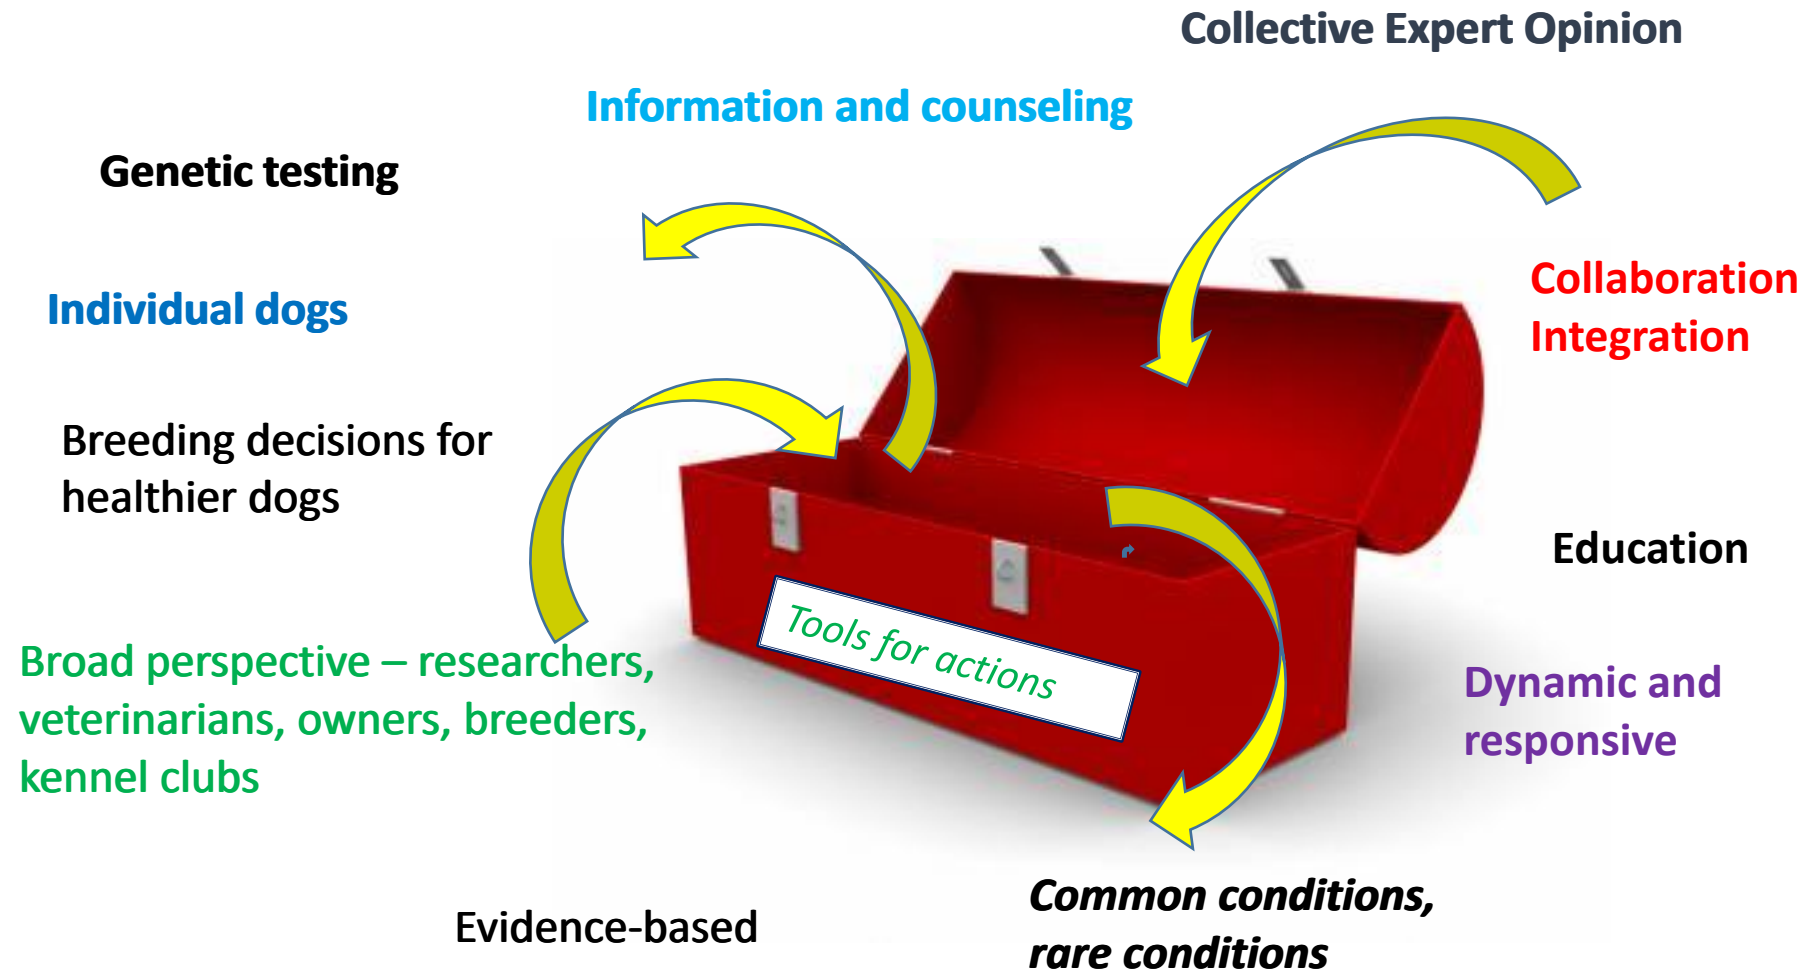 Collective Expert Opinion
Information and counseling
Genetic testing
Individual dogs
Collaboration
Integration
Breeding decisions for
healthier dogs
Education
Tools for actions
Broad perspective – researchers,
veterinarians, owners, breeders,
kennel clubs
Dynamic and
responsive
Evidence-based
Common conditions,
rare conditions